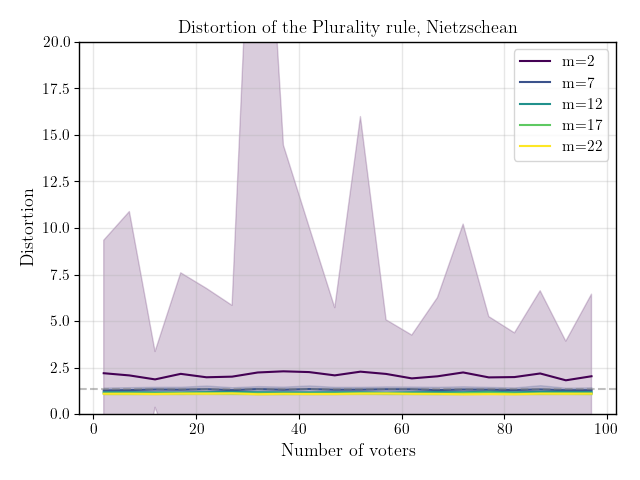 Distortion of the Plurality rule, Nietzschean
20.0
17.5
15.0
12.5
10.0
7.5
5.0
2.5
0.0
Distortion
m=2
m=7
m=12
m=17
m=22
0 20 40 60 80 100
Number of voters